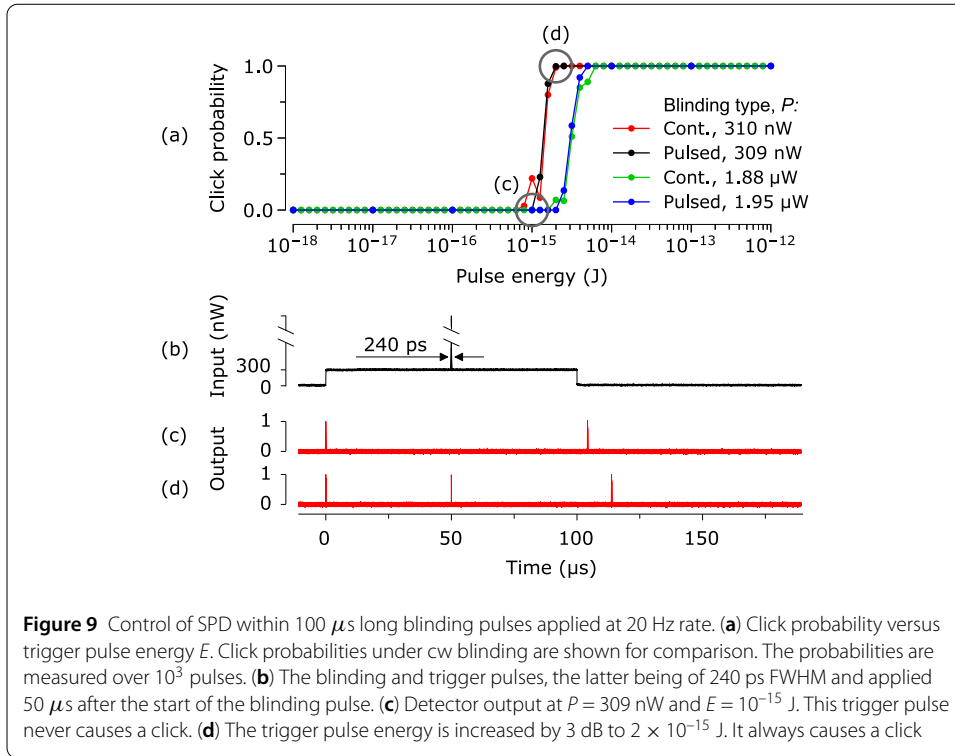 (d)
1.0
0.5
0.0
(a)
Click probability
(c)
Blinding type, P:
Cont., 310 nW
Pulsed, 309 nW
Cont., 1.88 µW
Pulsed, 1.95 µW
10⁻¹⁸ 10⁻¹⁷ 10⁻¹⁶ 10⁻¹⁵ 10⁻¹⁴ 10⁻¹³ 10⁻¹²
Pulse energy (J)
(b)
Input (nW)
300
0
240 ps
(c)
1
0
Output
(d)
1
0
0 50 100 150
Time (µs)
Figure 9 Control of SPD within 100 µs long blinding pulses applied at 20 Hz rate. (a) Click probability versus
trigger pulse energy E. Click probabilities under cw blinding are shown for comparison. The probabilities are
measured over 10³ pulses. (b) The blinding and trigger pulses, the latter being of 240 ps FWHM and applied
50 µs after the start of the blinding pulse. (c) Detector output at P = 309 nW and E = 10⁻¹⁵ J. This trigger pulse
never causes a click. (d) The trigger pulse energy is increased by 3 dB to 2 × 10⁻¹⁵ J. It always causes a click